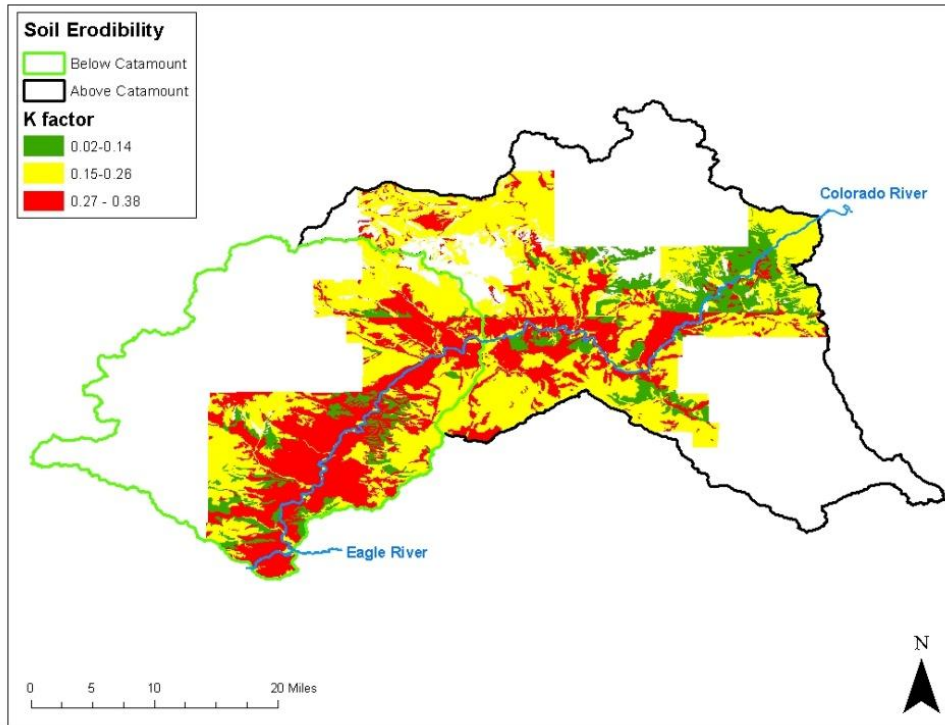 Soil Erodibility
Below Catamount
Above Catamount
K factor
0.02-0.14
0.15-0.26
0.27 - 0.38
Colorado River
Eagle River
N
0 5 10 20 Miles